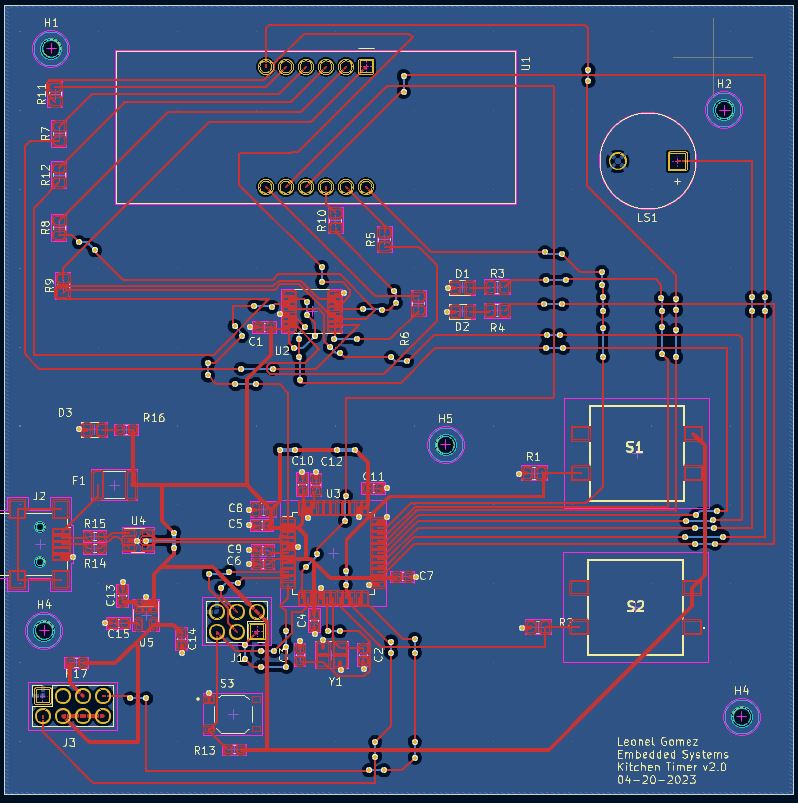 H1
U1
H2
R11
R7
R12
R8
R9
R10
R5
+
LS1
D1 R3
D2 R4
C1
U2
R6
D3 R16
H5
S1
R1
F1
C10 C12
C11
J2
U3
C8
C5
R15 U4
R14
C9
C6
C7
S2
C13
C15
U5
C14
H4
C4
J1
C3
C2
Y1
S3
H4
J3
R13
Leonel Gomez
Embedded Systems
Kitchen Timer v2.0
04-20-2023